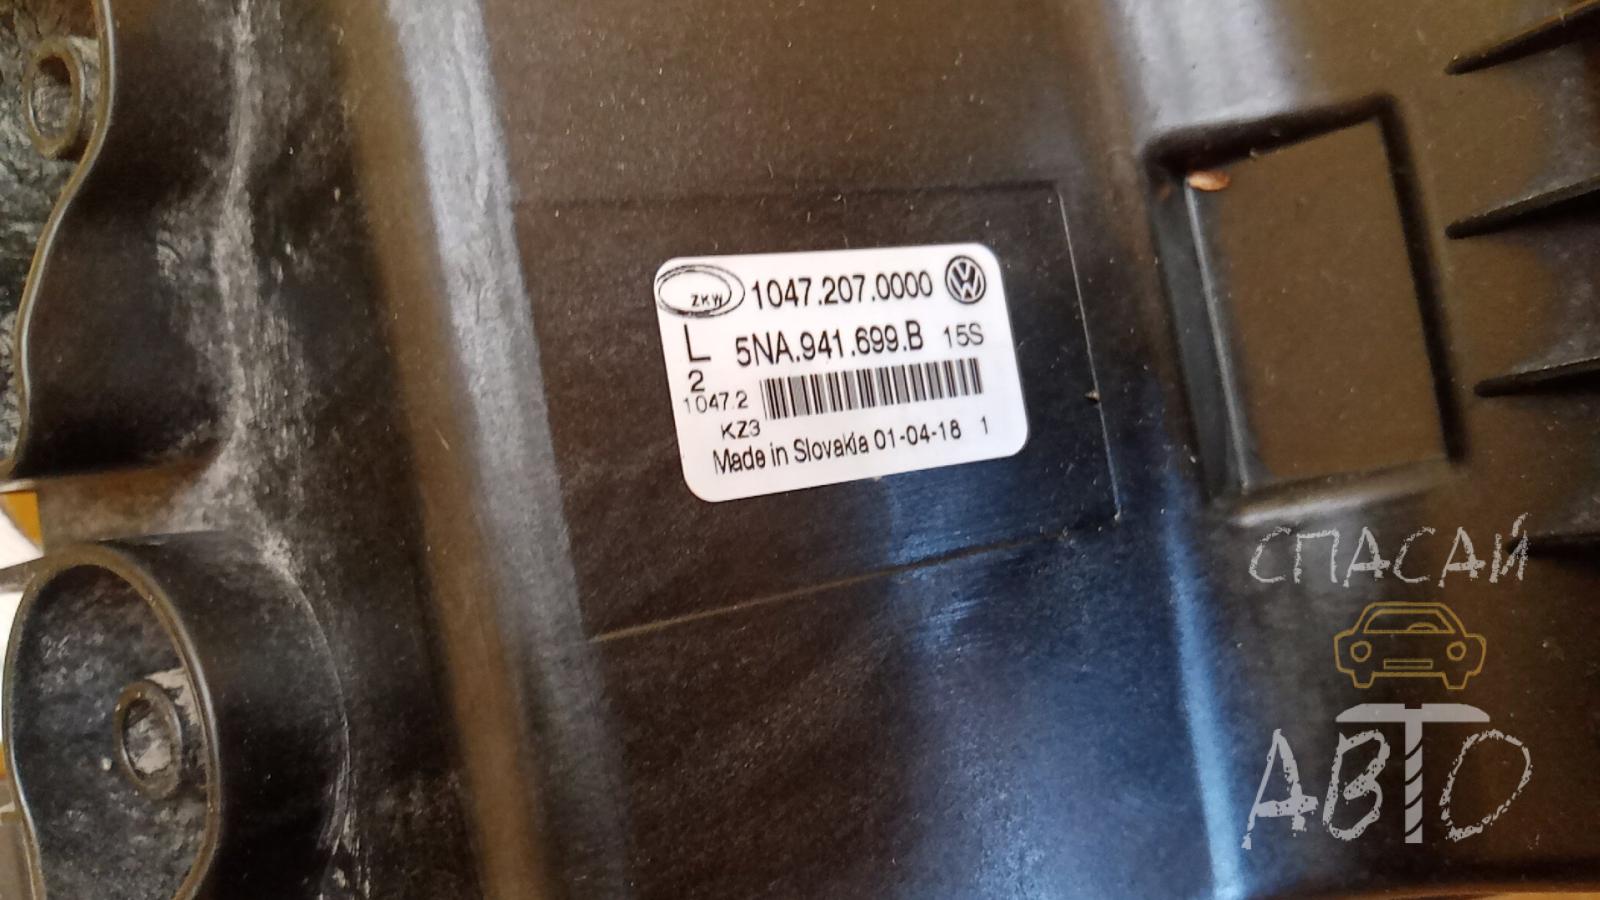 ZKW 1047.207.0000 VW
L 5NA.941.699.B 15S
2
1047.2
KZ3
Made in Slovakia 01-04-18 1
СПАСАЙ
АВТО